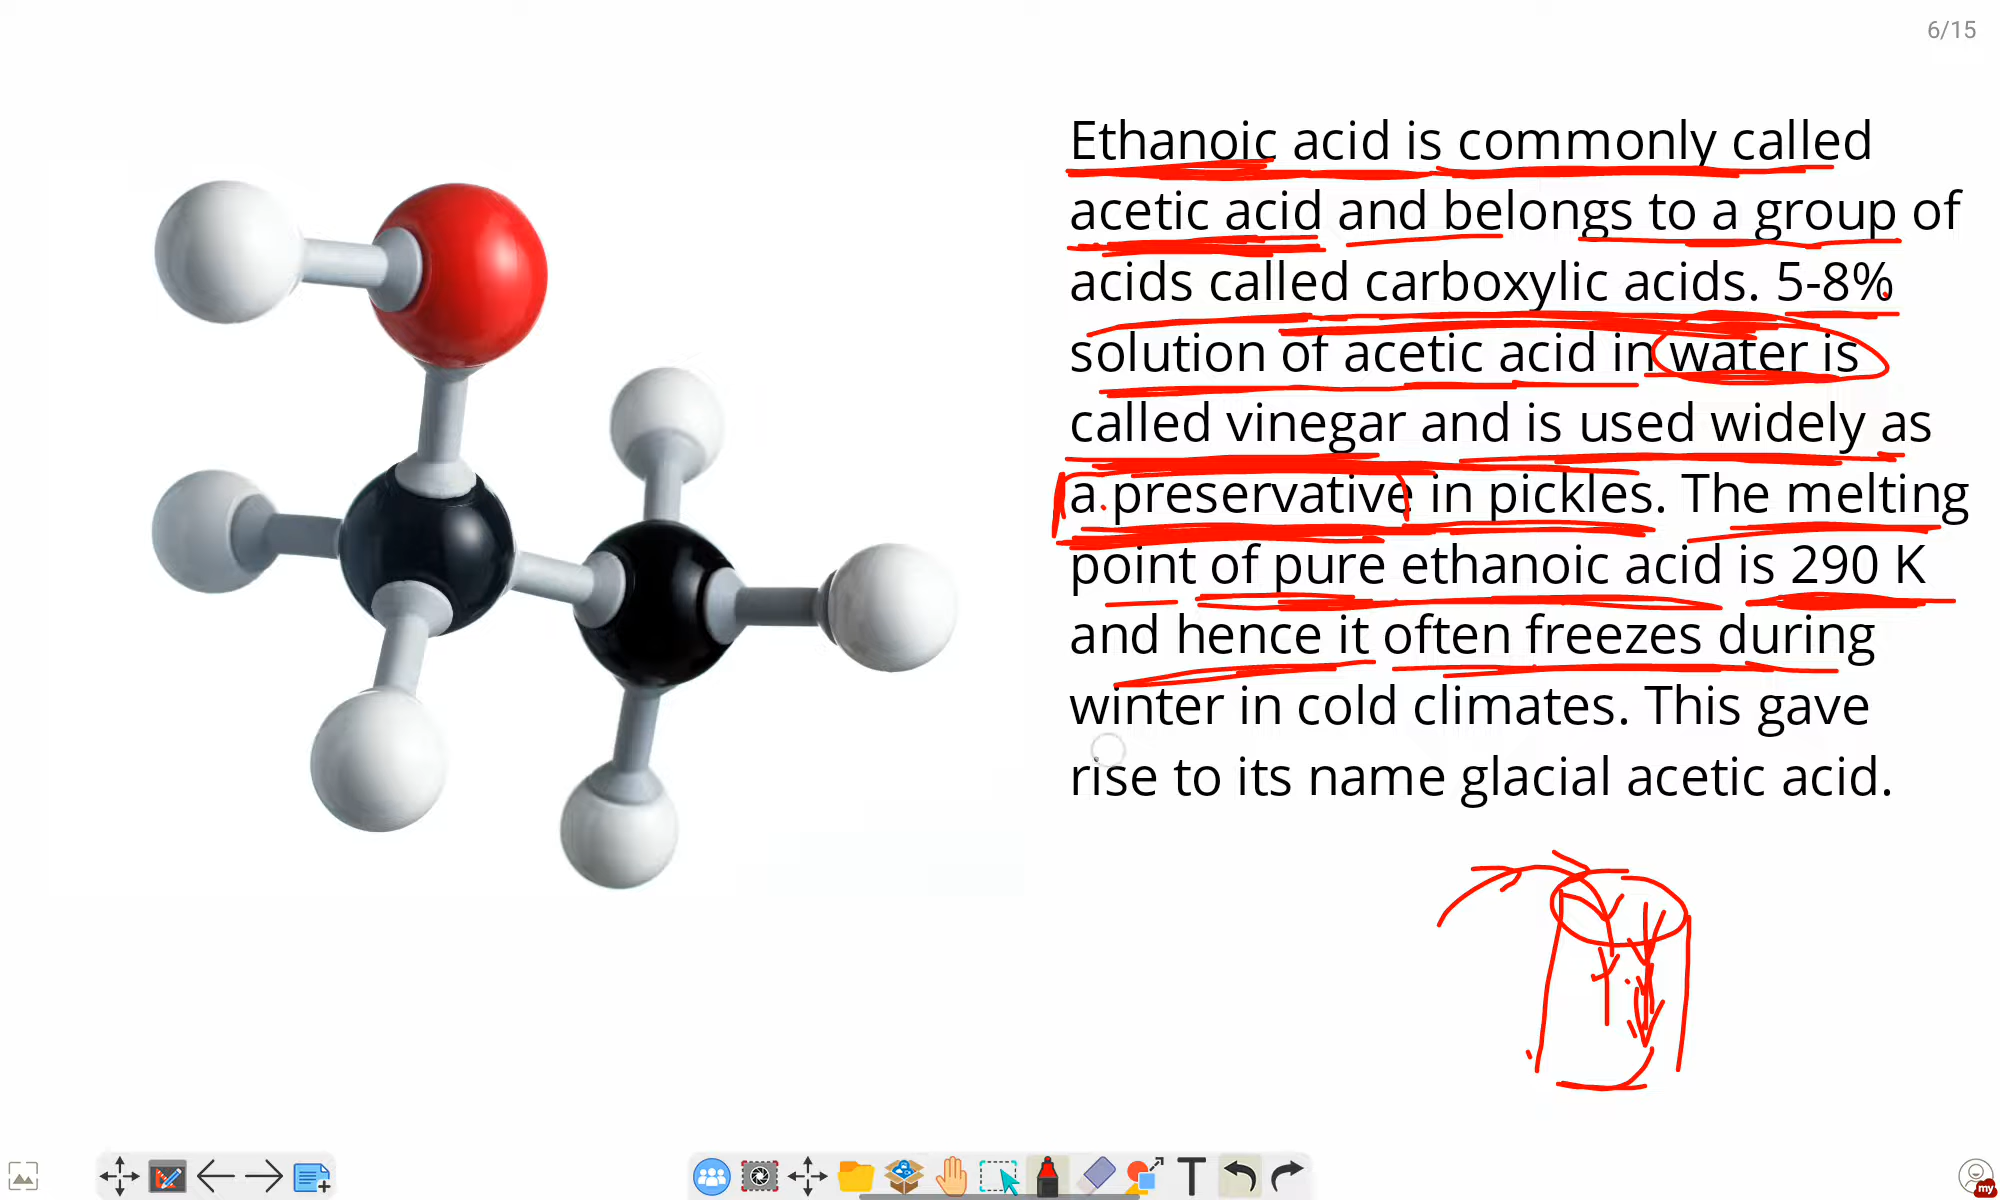 6/15
Ethanoic acid is commonly called
acetic acid and belongs to a group of
acids called carboxylic acids. 5-8%
solution of acetic acid in water is
called vinegar and is used widely as
a preservative in pickles. The melting
point of pure ethanoic acid is 290 K
and hence it often freezes during
winter in cold climates. This gave
rise to its name glacial acetic acid.
T
my